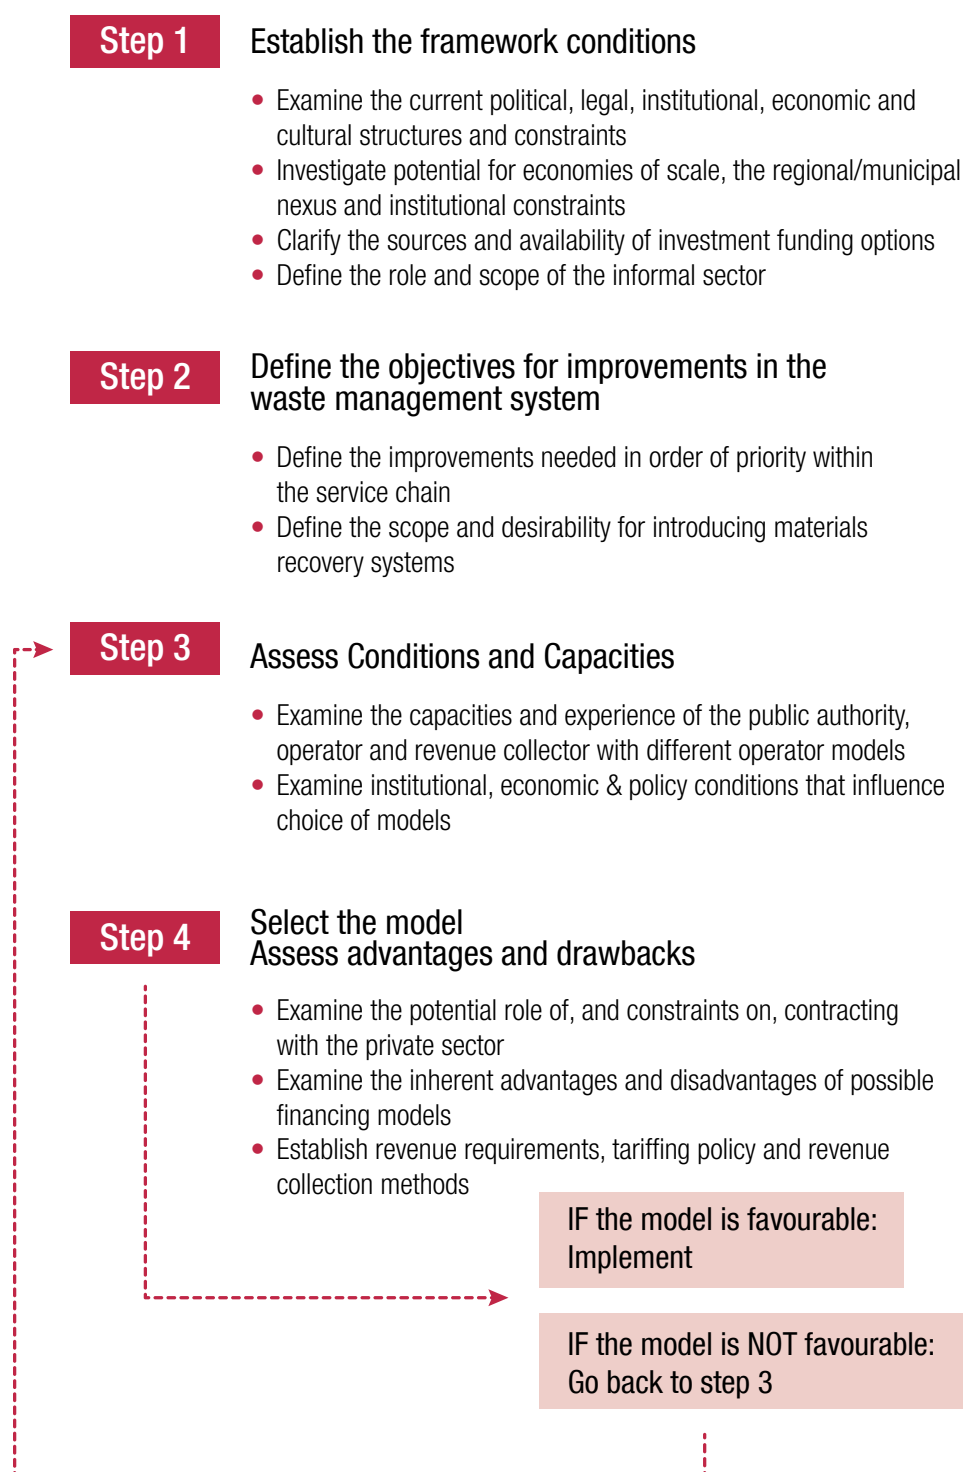 Step 1
Establish the framework conditions
• Examine the current political, legal, institutional, economic and
cultural structures and constraints
• Investigate potential for economies of scale, the regional/municipal
nexus and institutional constraints
• Clarify the sources and availability of investment funding options
• Define the role and scope of the informal sector
Step 2
Define the objectives for improvements in the
waste management system
• Define the improvements needed in order of priority within
the service chain
• Define the scope and desirability for introducing materials
recovery systems
Step 3
Assess Conditions and Capacities
• Examine the capacities and experience of the public authority,
operator and revenue collector with different operator models
• Examine institutional, economic & policy conditions that influence
choice of models
Step 4
Select the model
Assess advantages and drawbacks
• Examine the potential role of, and constraints on, contracting
with the private sector
• Examine the inherent advantages and disadvantages of possible
financing models
• Establish revenue requirements, tariffing policy and revenue
collection methods
IF the model is favourable:
Implement
IF the model is NOT favourable:
Go back to step 3